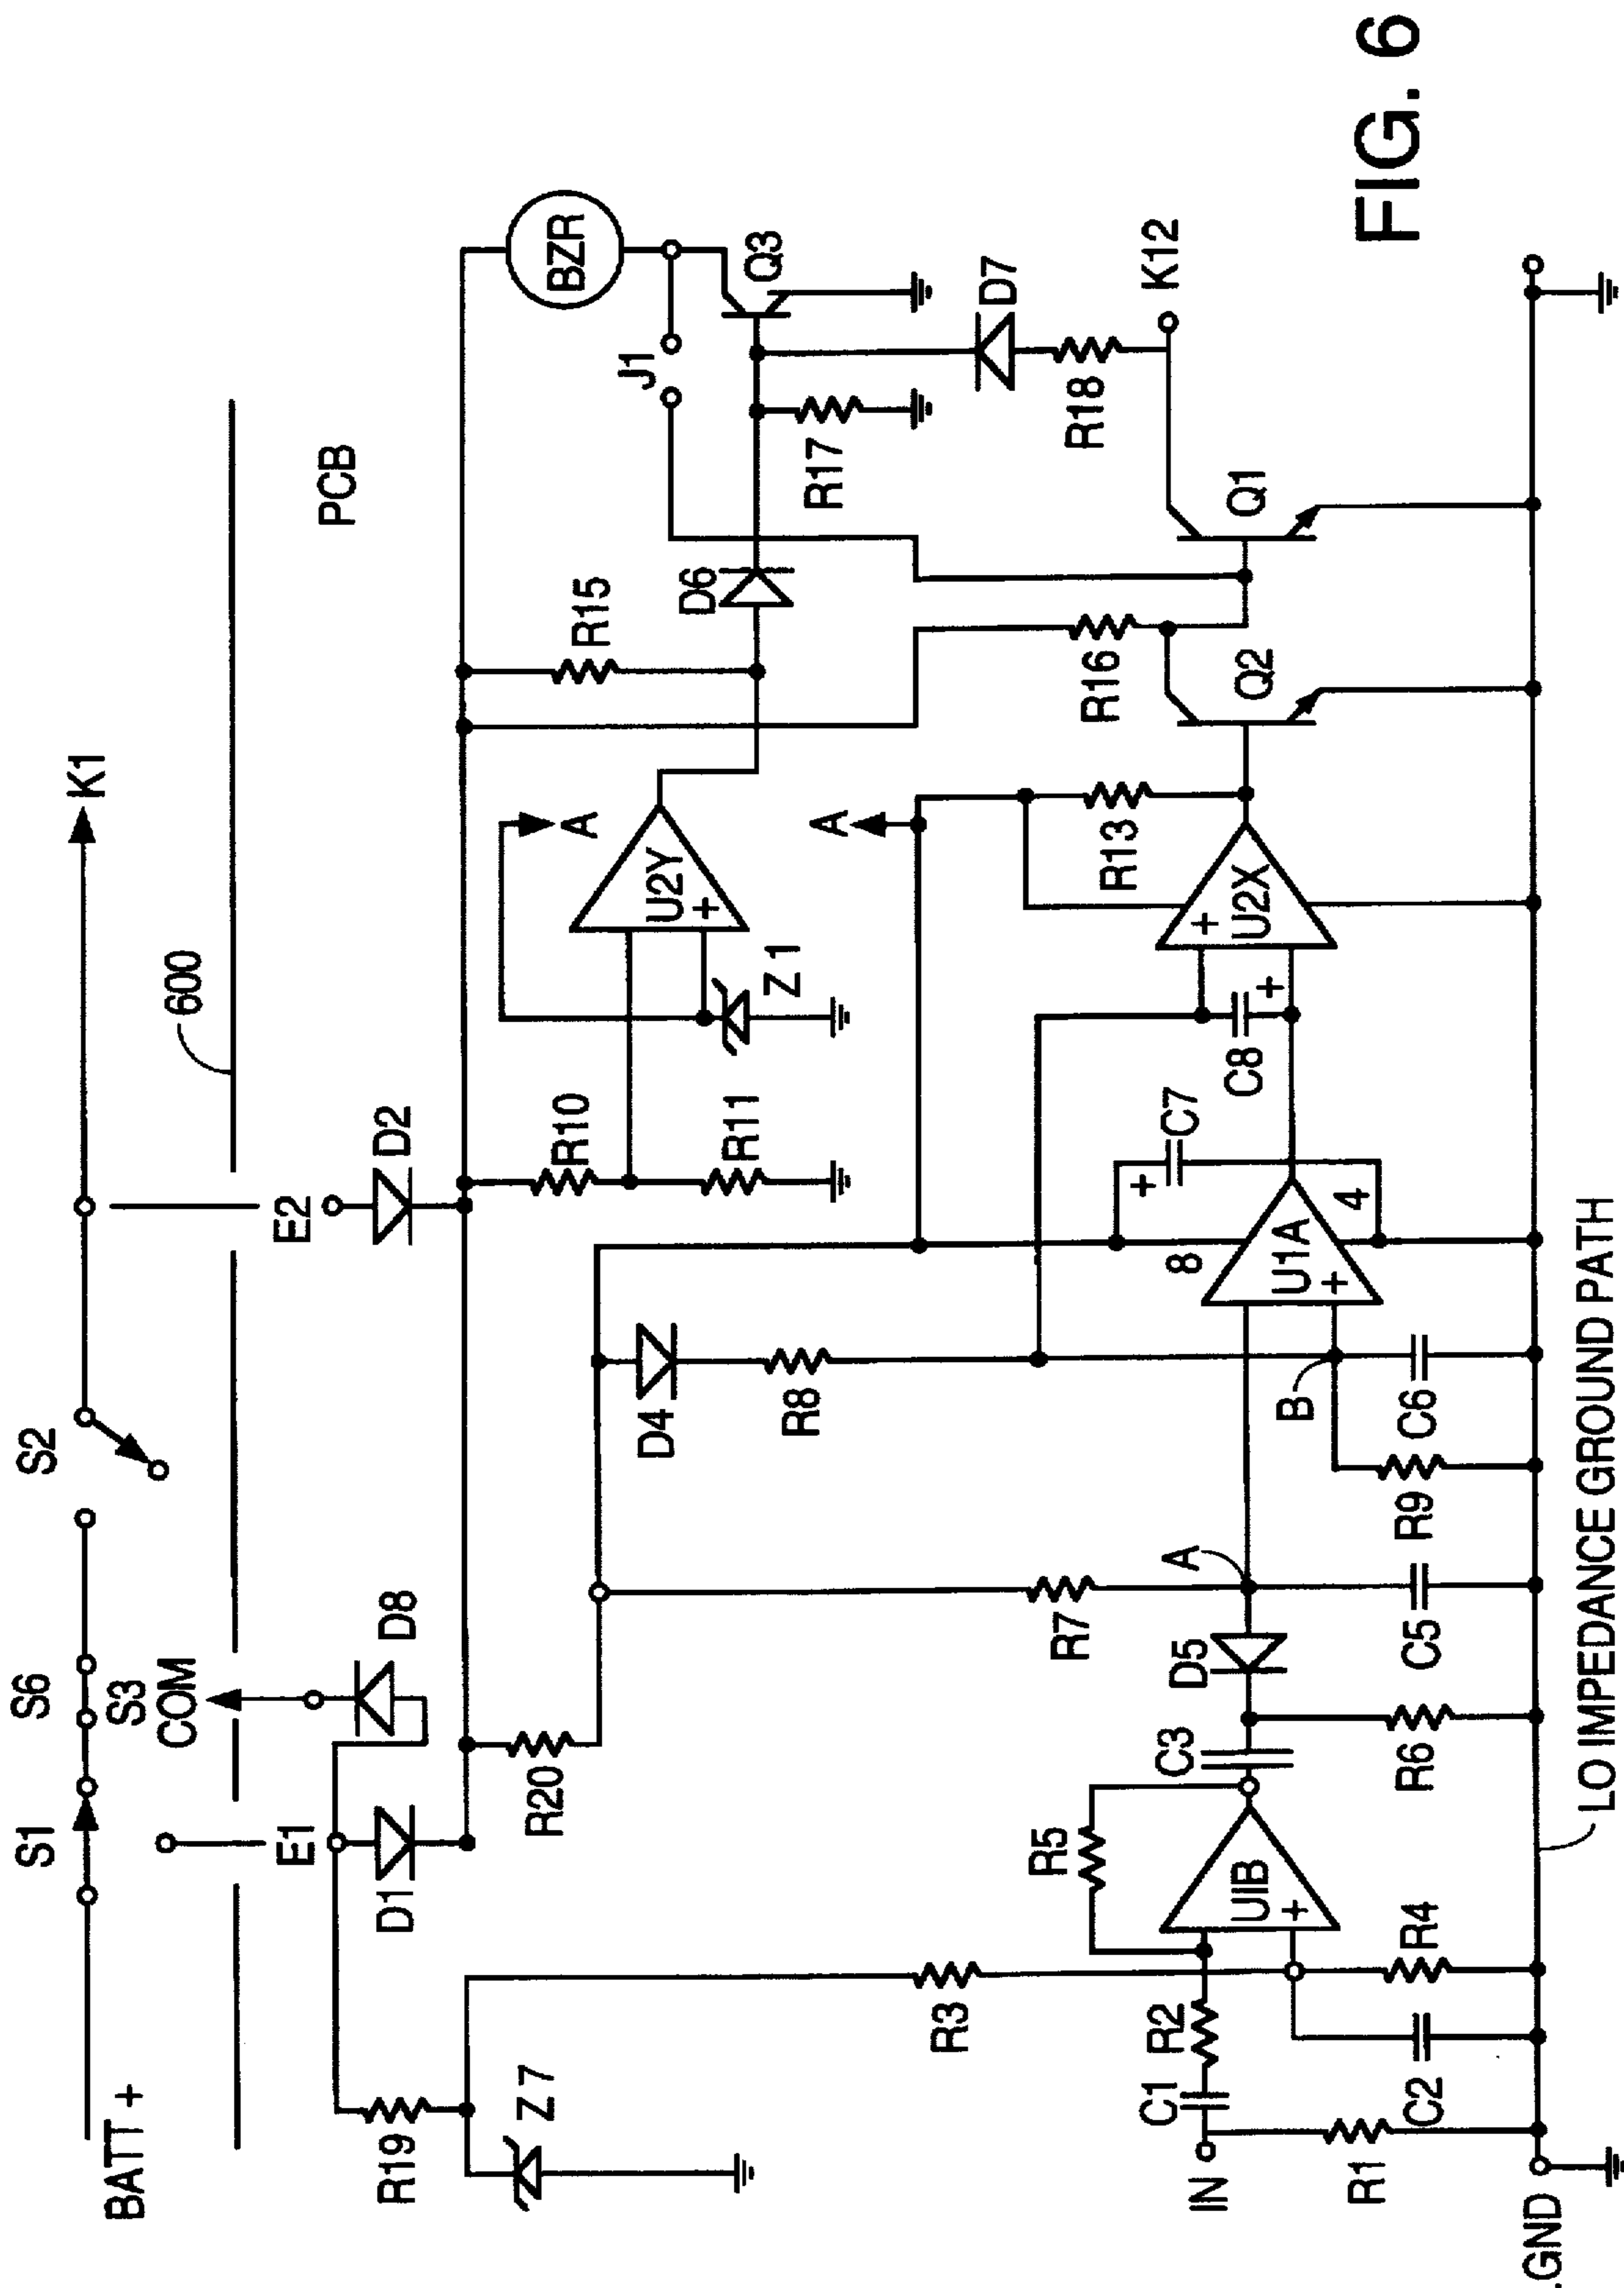 FIG. 6
BATT +
S1
S6
S2
K1
600
PCB
S3
COM
E1
E2
D1
D8
D2
R19
Z 7
R20
R10
R11
U2Y
+
A
Z 1
R15
D6
J1
BZR
Q3
R17
D7
R18
K12
A
D4
R8
R7
R3
R5
C3
D5
A
B
8
U1A
+
4
C7
+
C8
+
U2X
+
R13
R16
Q2
Q1
IN
C1
R2
UIB
+
R1
C2
R4
R6
C5
R9
C6
.GND
LO IMPEDANCE GROUND PATH